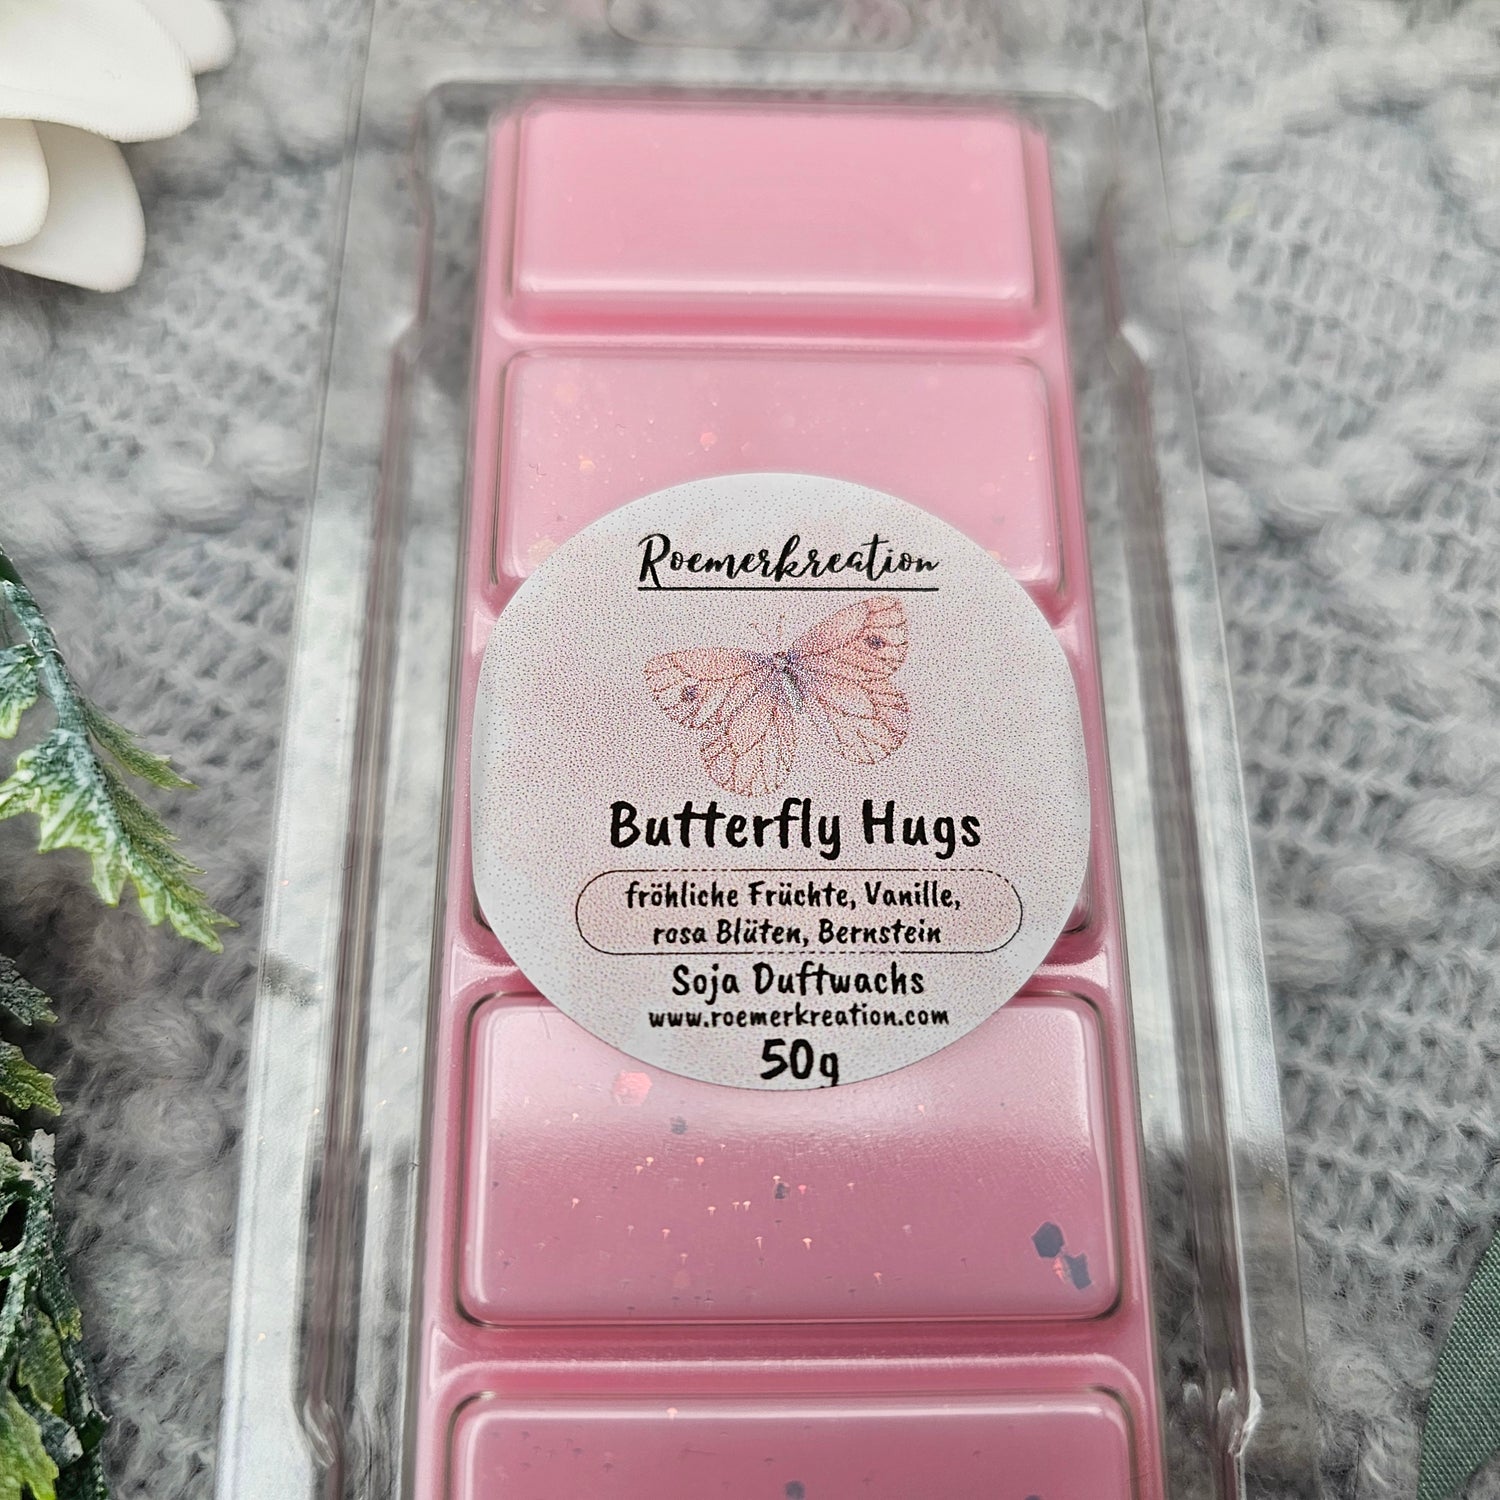 Roemerkreation
Butterfly Hugs
fröhliche Früchte, Vanille,
rosa Blüten, Bernstein
Soja Duftwachs
www.roemerkreation.com
50g